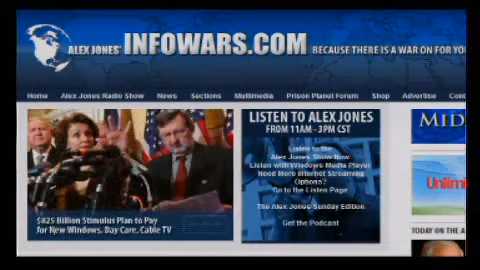 ALEX JONES' INFOWARS.COM BECAUSE THERE IS A WAR ON FOR YOU
Home Alex Jones Radio Show News Sections Multimedia Prison Planet Forum Shop Advertise Cont
LISTEN TO ALEX JONES
FROM 11AM - 3PM CST
Listen to the
Alex Jones Show Now
Listen with Windows Media Player
Need More Internet Streaming
Options?
Go to the Listen Page
The Alex Jones Sunday Edition
Get the Podcast
$825 Billion Stimulus Plan to Pay
for New Windows, Day Care, Cable TV
MID
Unlimi
TODAY ON THE A